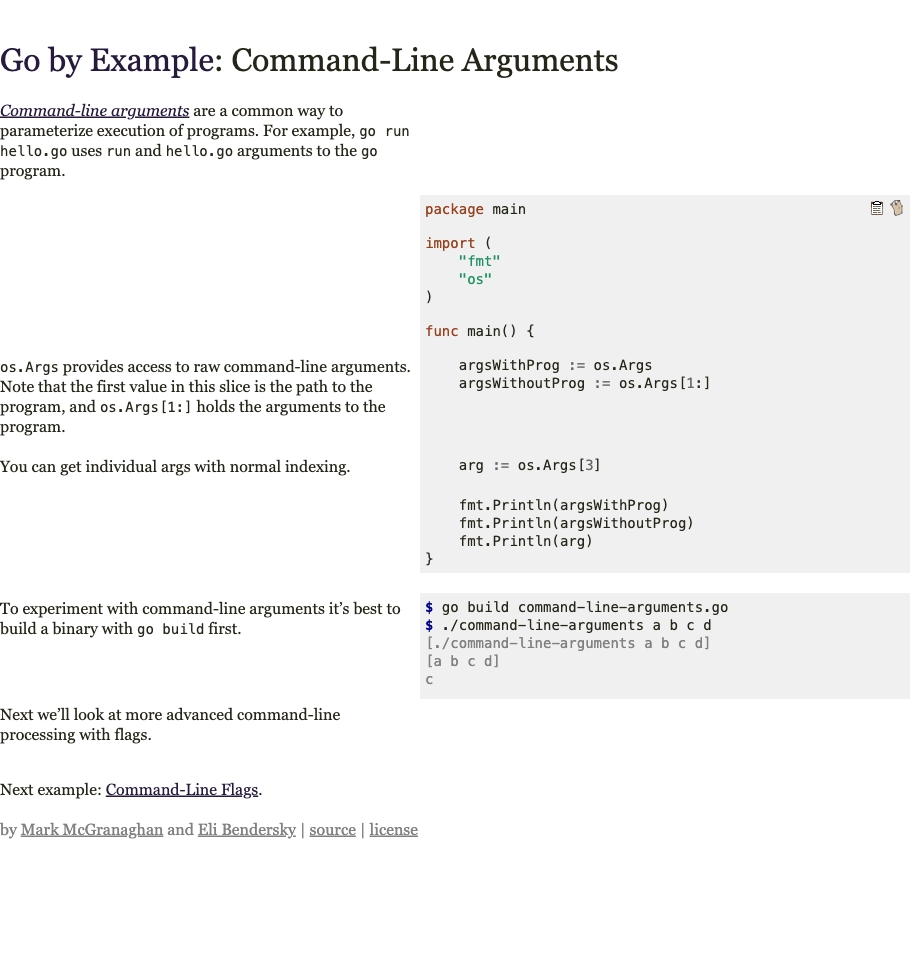 Go by Example: Command-Line Arguments
Command-line arguments are a common way to
parameterize execution of programs. For example, go run
hello.go uses run and hello.go arguments to the go
program.
package main
import (
    "fmt"
    "os"
)
func main() {
os.Args provides access to raw command-line arguments.
Note that the first value in this slice is the path to the
program, and os.Args[1:] holds the arguments to the
program.
    argsWithProg := os.Args
    argsWithoutProg := os.Args[1:]
You can get individual args with normal indexing.
    arg := os.Args[3]
    fmt.Println(argsWithProg)
    fmt.Println(argsWithoutProg)
    fmt.Println(arg)
}
To experiment with command-line arguments it’s best to
build a binary with go build first.
$ go build command-line-arguments.go
$ ./command-line-arguments a b c d
[./command-line-arguments a b c d]
[a b c d]
c
Next we’ll look at more advanced command-line
processing with flags.
Next example: Command-Line Flags.
by Mark McGranaghan and Eli Bendersky | source | license